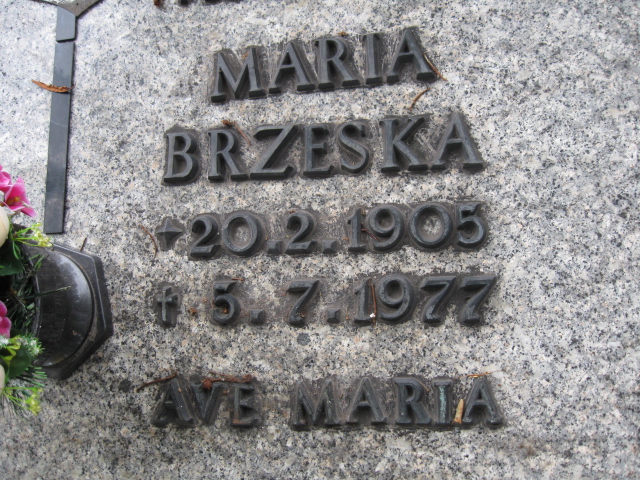 MARIA
BRZESKA
✦ 20.2.1905
† 5.7.1977
AVE MARIA